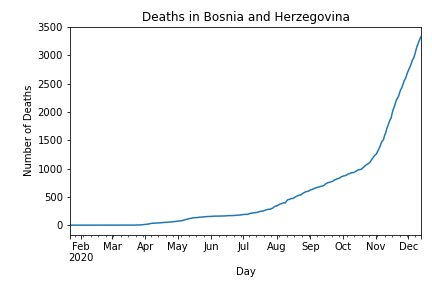 Deaths in Bosnia and Herzegovina
3500
3000
2500
2000
1500
1000
500
0
Number of Deaths
Feb Mar Apr May Jun Jul Aug Sep Oct Nov Dec
2020
Day